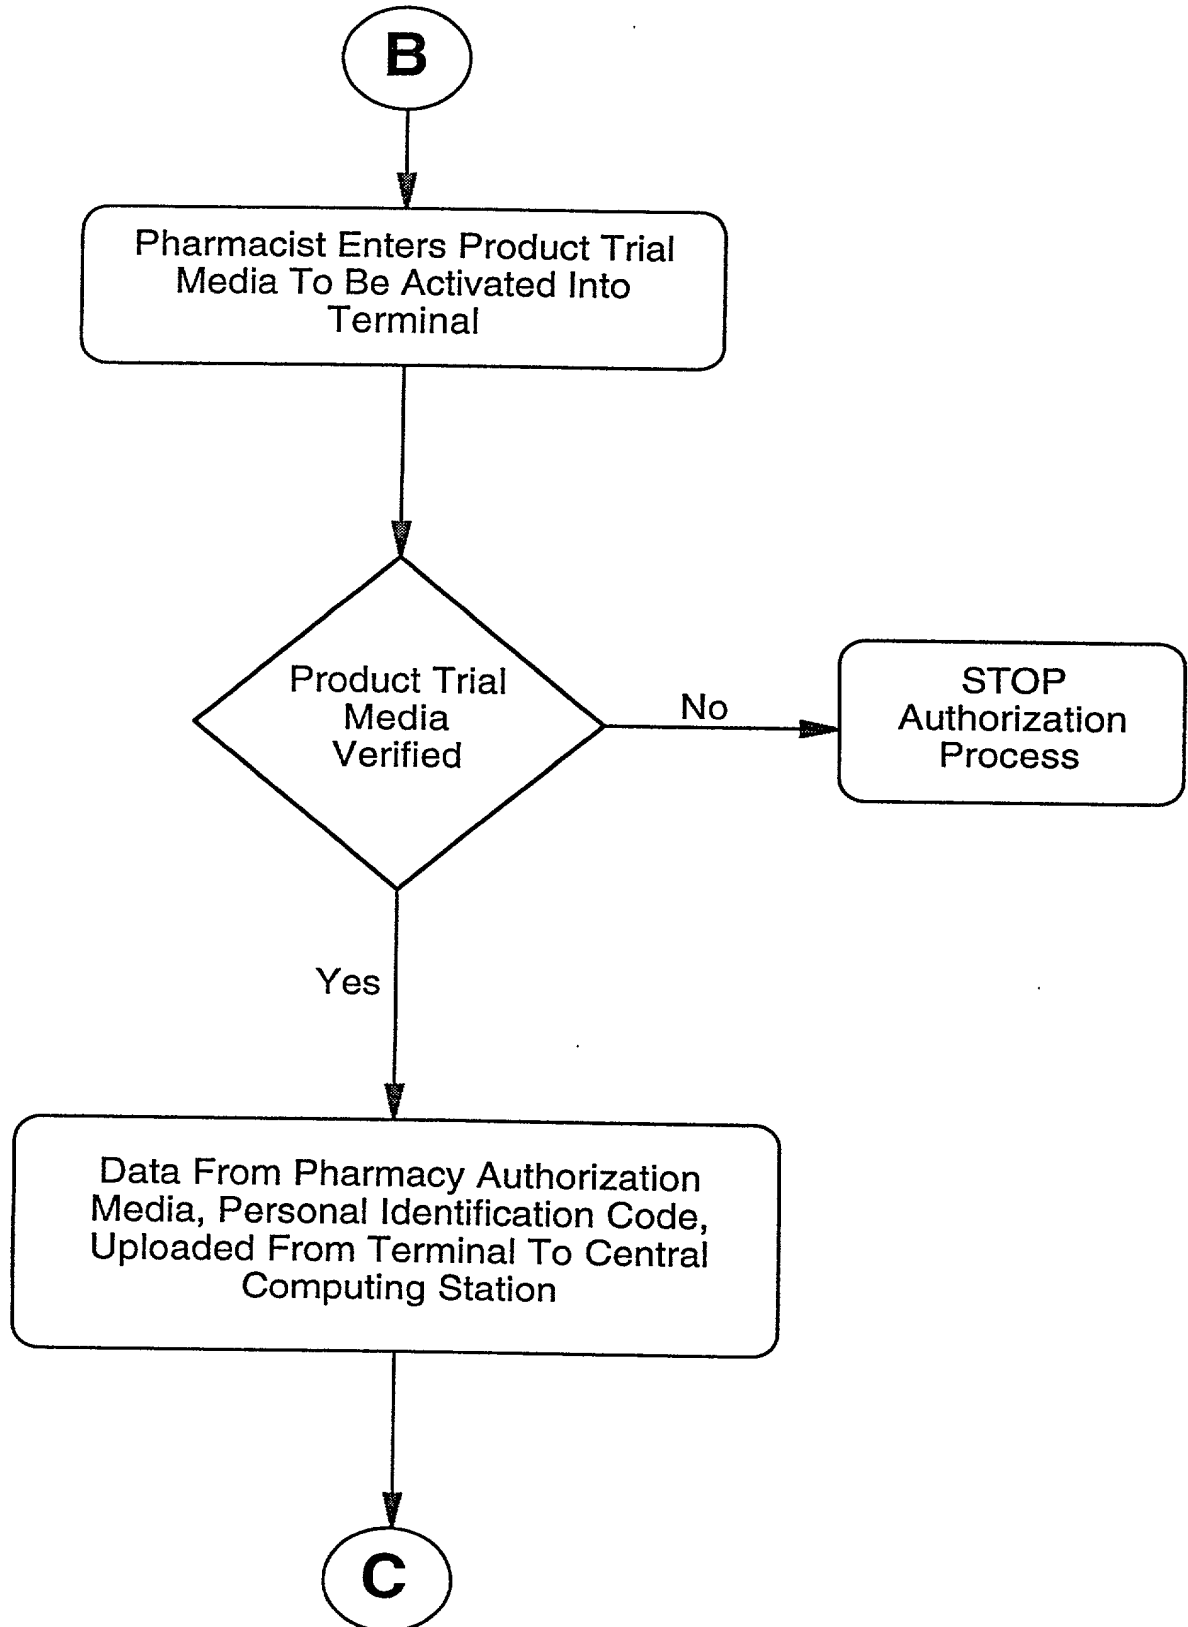 B
Pharmacist Enters Product Trial
Media To Be Activated Into
Terminal
Product Trial
Media
Verified
No
STOP
Authorization
Process
Yes
Data From Pharmacy Authorization
Media, Personal Identification Code,
Uploaded From Terminal To Central
Computing Station
C